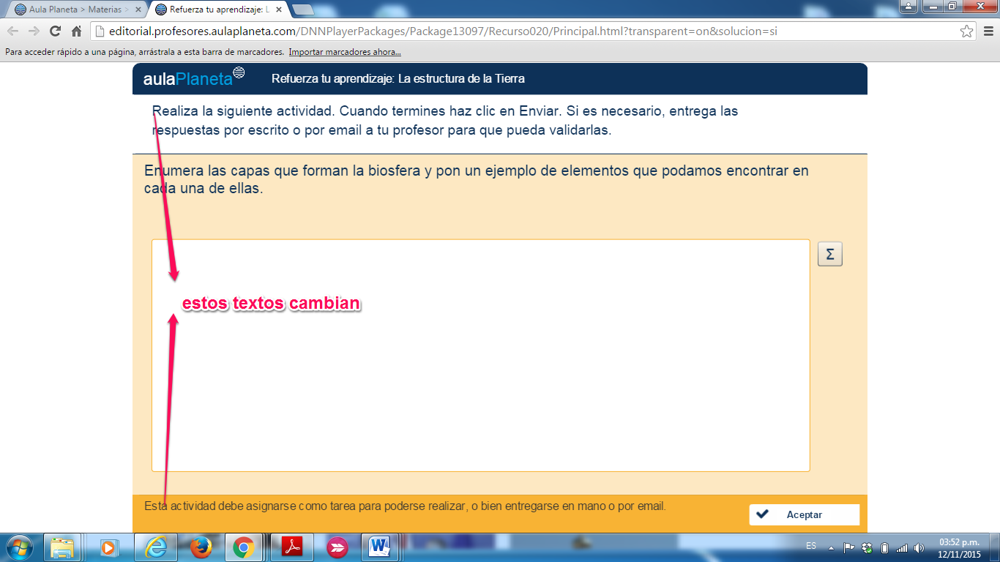 Aula Planeta > Materias >
Refuerza tu aprendizaje: L
editorial.profesores.aulaplaneta.com/DNNPlayerPackages/Package13097/Recurso020/Principal.html?transparent=on&solucion=si
Para acceder rápido a una página, arrástrala a esta barra de marcadores. Importar marcadores ahora...
aulaPlaneta Refuerza tu aprendizaje: La estructura de la Tierra
Realiza la siguiente actividad. Cuando termines haz clic en Enviar. Si es necesario, entrega las
respuestas por escrito o por email a tu profesor para que pueda validarlas.
Enumera las capas que forman la biosfera y pon un ejemplo de elementos que podamos encontrar en
cada una de ellas.
Σ
estos textos cambian
Esta actividad debe asignarse como tarea para poderse realizar, o bien entregarse en mano o por email.
Aceptar
ES
03:52 p.m.
12/11/2015